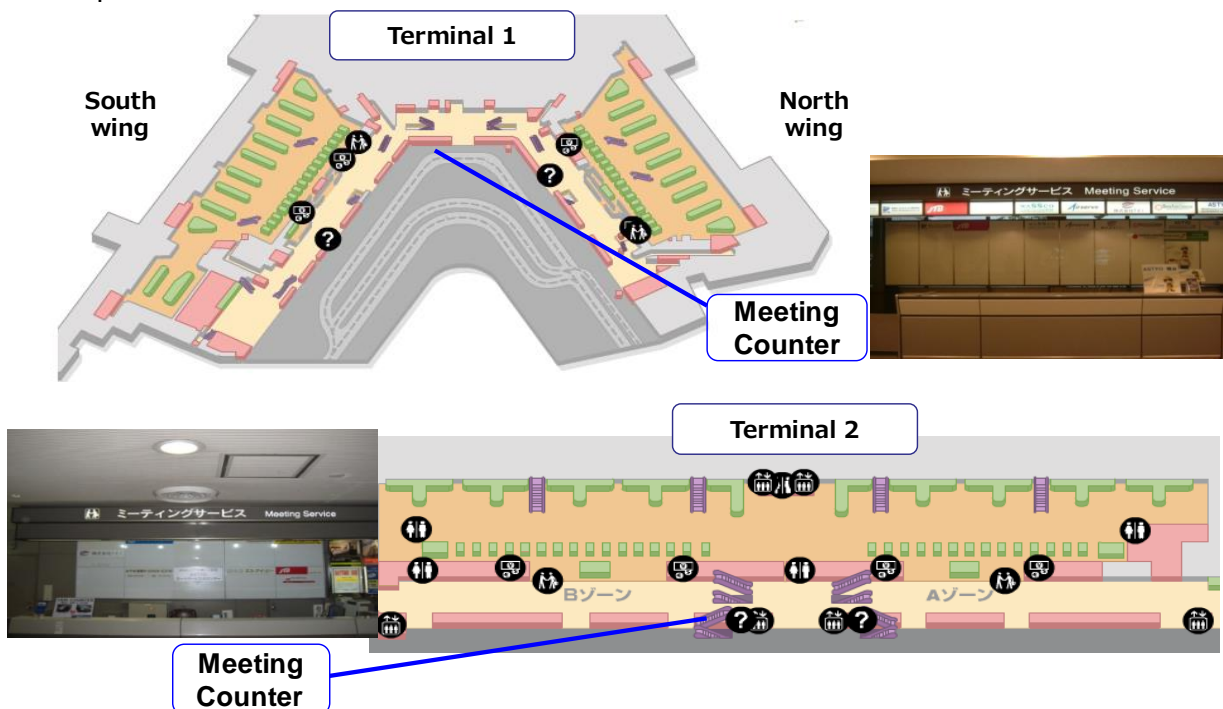 Terminal 1
South
wing
North
wing
ミーティングサービス Meeting Service
Meeting
Counter
Terminal 2
ミーティングサービス Meeting Service
Bゾーン
Aゾーン
?
?
?
?
Meeting
Counter